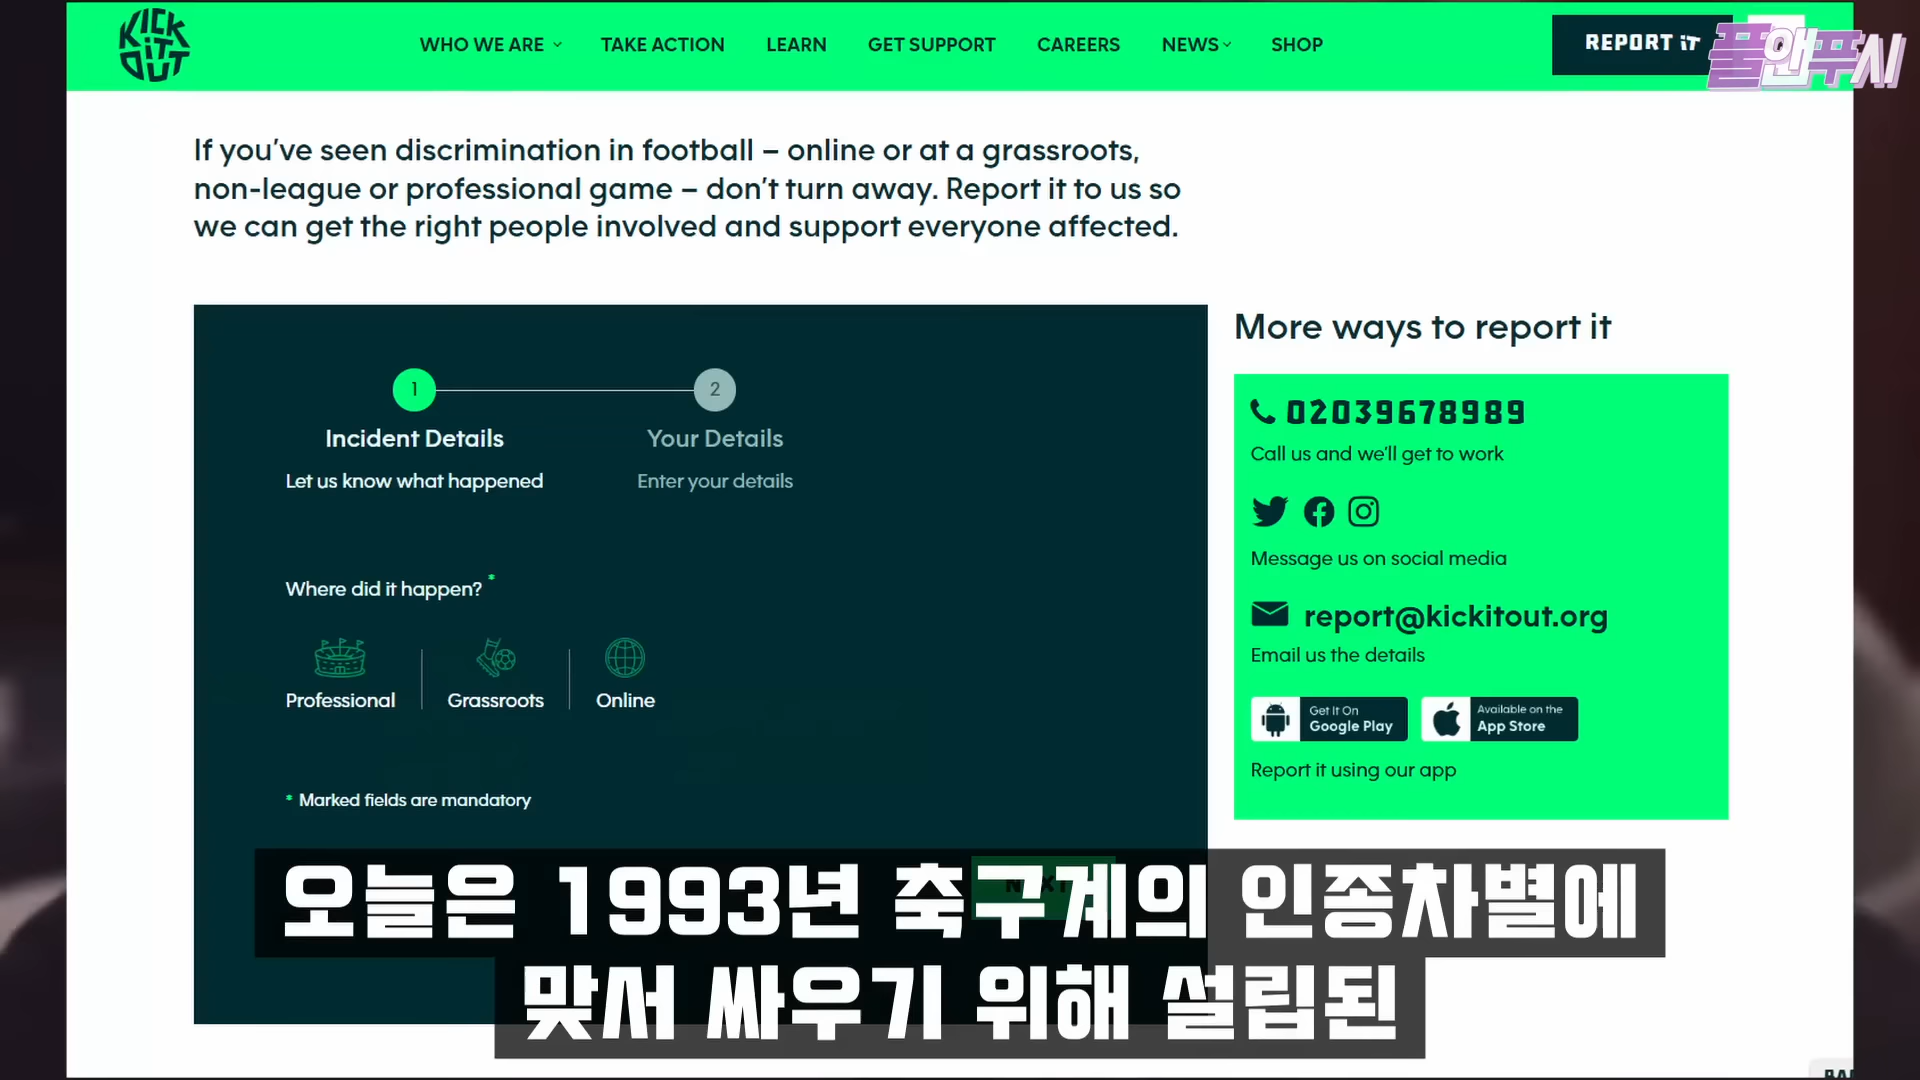 KICK
iT
OUT
WHO WE ARE
TAKE ACTION
LEARN
GET SUPPORT
CAREERS
NEWS
SHOP
REPORT iT
풀앤푸시
If you've seen discrimination in football – online or at a grassroots,
non-league or professional game – don't turn away. Report it to us so
we can get the right people involved and support everyone affected.
1
2
Incident Details
Your Details
Let us know what happened
Enter your details
Where did it happen? *
Professional
Grassroots
Online
* Marked fields are mandatory
More ways to report it
02039678989
Call us and we'll get to work
Message us on social media
report@kickitout.org
Email us the details
Get It On
Google Play
Available on the
App Store
Report it using our app
오늘은 1993년 축구계의 인종차별에
맞서 싸우기 위해 설립된